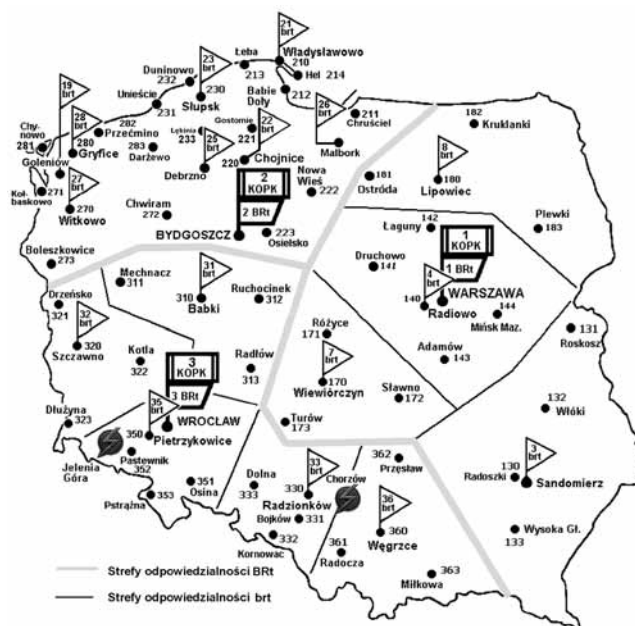 21
brt
Władysławowo
210
Łeba
213
Hel 214
23
brt
Duninowo
232
230
Słupsk
Babie
Doły
212
19
brt
Unieście
231
26
brt
211
Chruściel
182
Kruklanki
28
brt
282
Przećmino
Chy-
nowo
281
280
Gryfice
283
Darżewo
Łękinia
233
Gostomie
221
22
brt
25
brt
220
Chojnice
Malbork
8
brt
Goleniów
271
Koł-
baskowo
27
brt
270
Witkowo
Debrzno
2
KOPK
2 BRt
Nowa
Wieś
222
181
Ostróda
180
Lipowiec
Chwiram
272
BYDGOSZCZ
223
Osielsko
Łaguny
142
1
KOPK
1 BRt
Plewki
183
Boleszkowice
273
Druchowo
141
4
brt
WARSZAWA
Mechnacz
311
31
brt
310
Babki
Ruchocinek
312
140
Radiowo
144
Mińsk Maz.
Drzeńsko
321
32
brt
320
Szczawno
Różyce
171
131
Roskosz
Kotla
322
3
KOPK
3 BRt
Radłów
313
7
brt
170
Wiewiórczyn
Adamów
143
Sławno
172
132
Włóki
Dłużyna
323
35
brt
WROCŁAW
350
Pietrzykowice
Turów
173
Jelenia
Góra
Pastewnik
352
351
Osina
Pstrążna
353
Dolna
333
33
brt
330
Radzionków
Chorzów
362
Przęsław
3
brt
Radoszki
130
Sandomierz
36
brt
360
Węgrzce
Bojków
331
332
Kornowac
361
Radocza
363
Miłkowa
Wysoka Gł.
133
Strefy odpowiedzialności BRt
Strefy odpowiedzialności brt